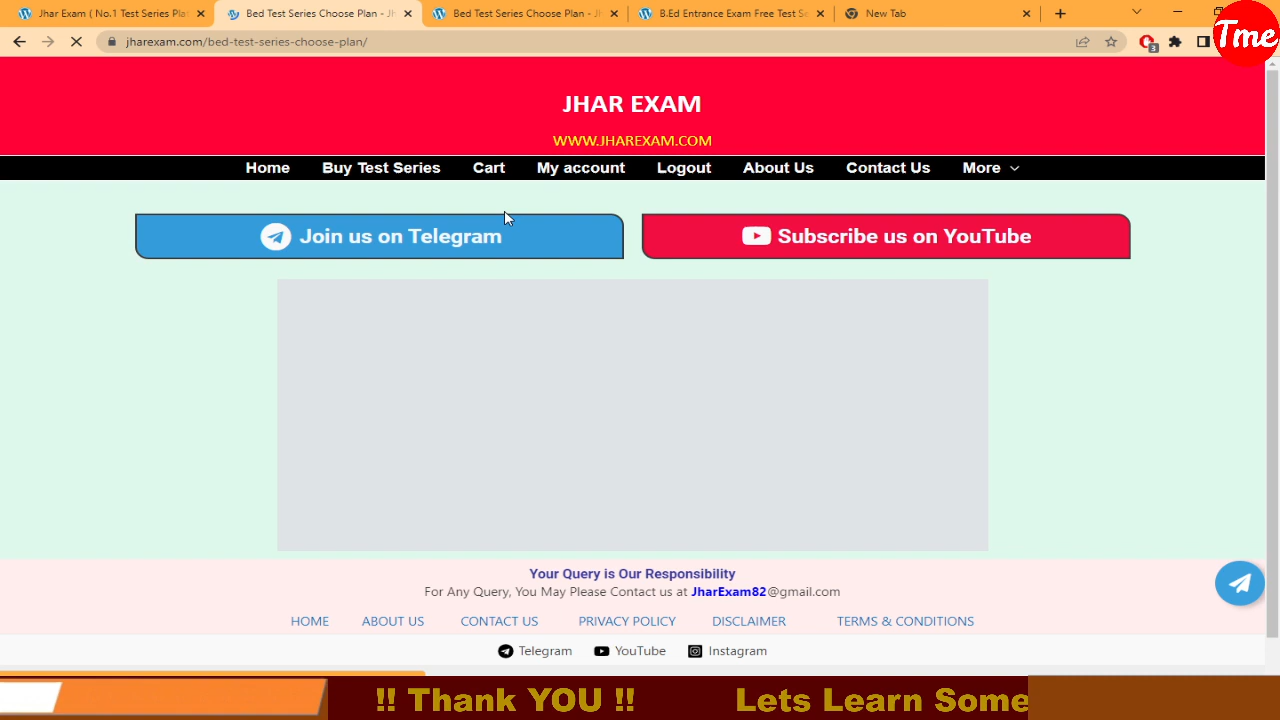 Jhar Exam ( No.1 Test Series Plat
Bed Test Series Choose Plan - Jh
Bed Test Series Choose Plan - Jh
B.Ed Entrance Exam Free Test Se
New Tab
Tme
jharexam.com/bed-test-series-choose-plan/
3
JHAR EXAM
WWW.JHAREXAM.COM
Home Buy Test Series Cart My account Logout About Us Contact Us More
Join us on Telegram
Subscribe us on YouTube
Your Query is Our Responsibility
For Any Query, You May Please Contact us at JharExam82@gmail.com
HOME ABOUT US CONTACT US PRIVACY POLICY DISCLAIMER TERMS & CONDITIONS
Telegram YouTube Instagram
!! Thank YOU !! Lets Learn Some